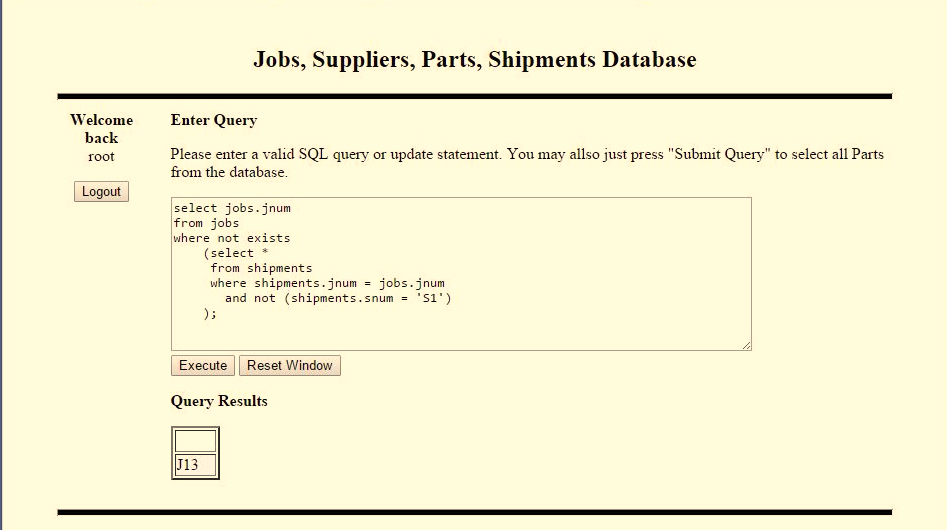 Jobs, Suppliers, Parts, Shipments Database
Welcome
back
root
Logout
Enter Query
Please enter a valid SQL query or update statement. You may allso just press "Submit Query" to select all Parts
from the database.
select jobs.jnum
from jobs
where not exists
    (select *
     from shipments
     where shipments.jnum = jobs.jnum
       and not (shipments.snum = 'S1')
    );
Execute Reset Window
Query Results
J13